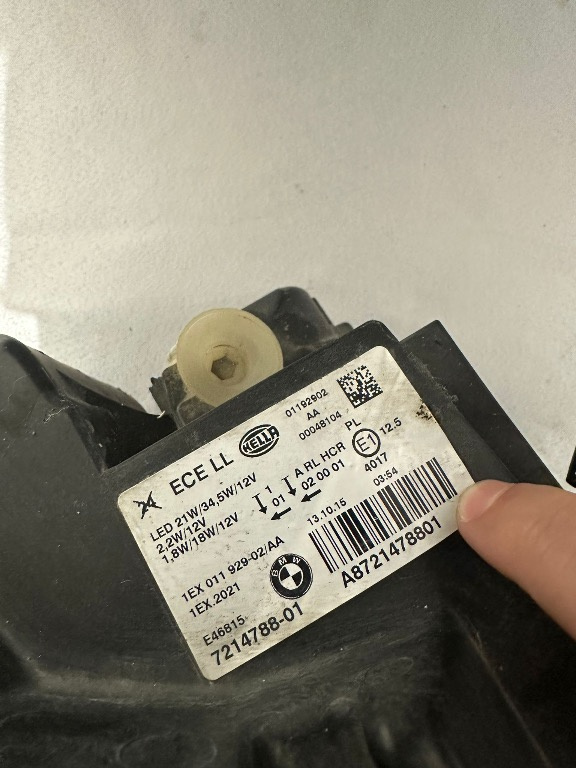 24
ECE LL
HELLA
01192902
AA
00048104
LED 21W/34,5W/12V
2,2W/12V
1,8W/18W/12V
1
01
A RL HCR PL
02 00 01
E1
12.5
4017
1EX 011 929-02/AA
1EX.2021
BMW
13.10.15
03:54
E46815
7214788-01
A8721478801